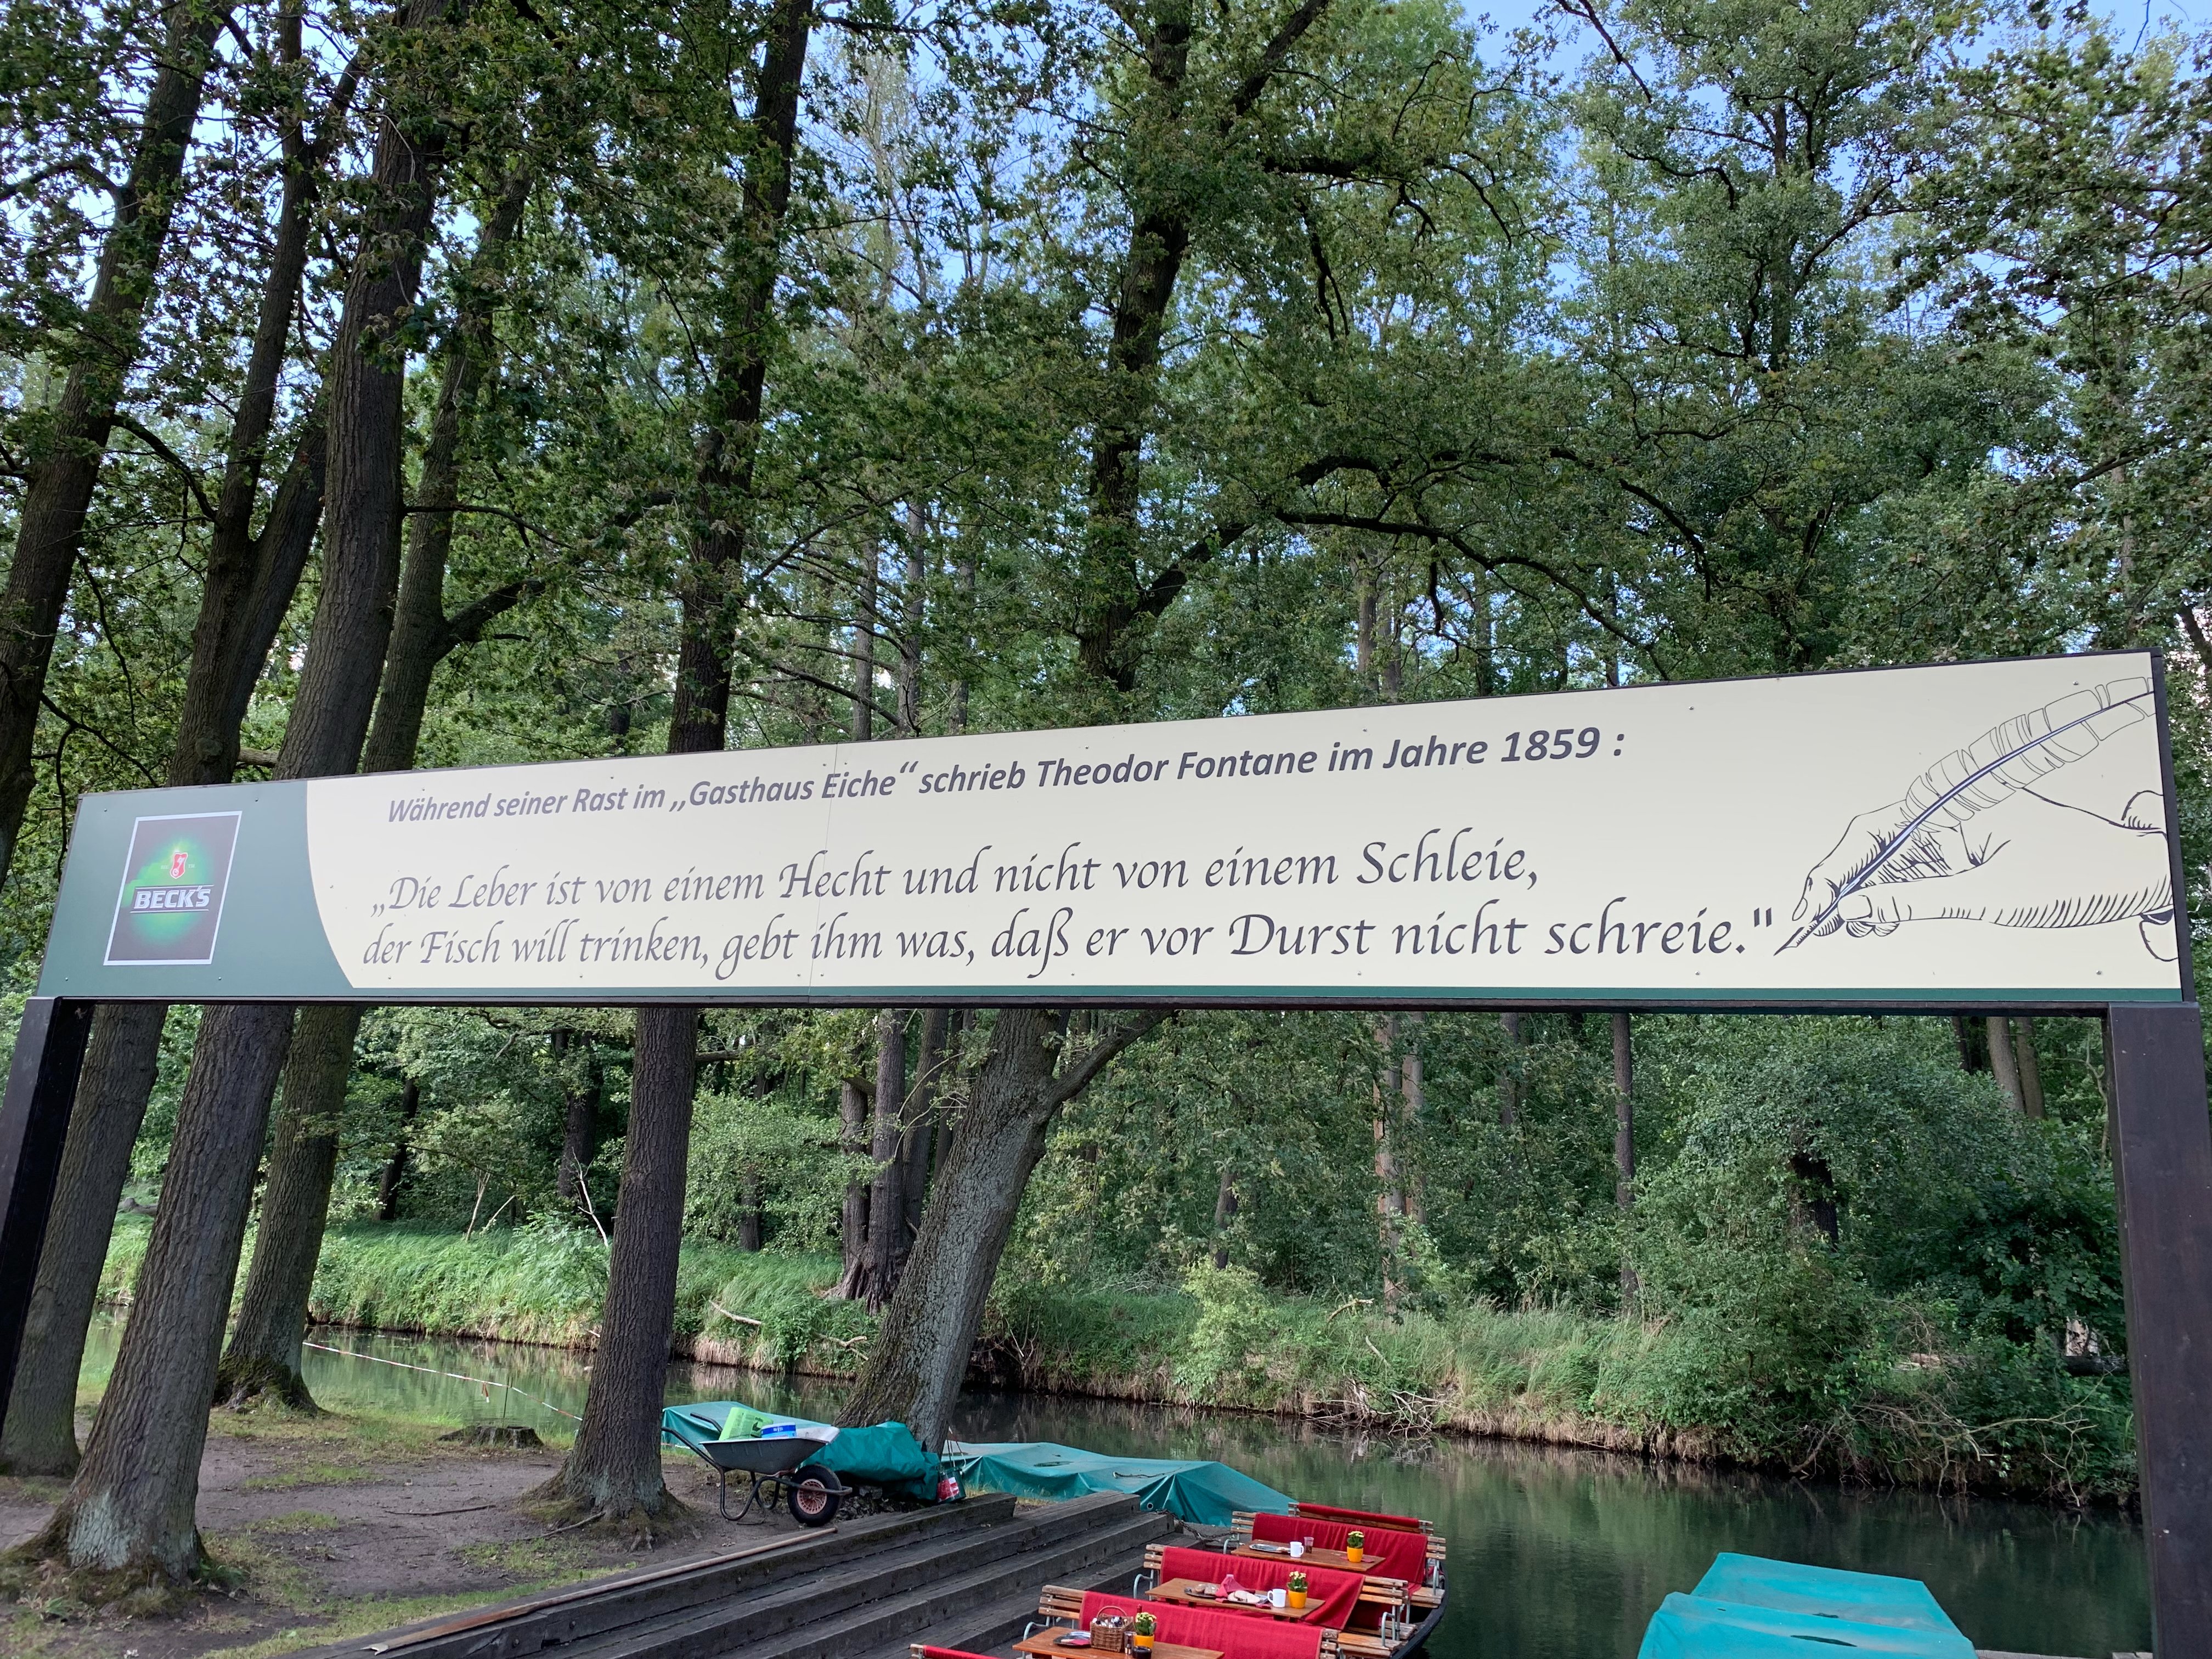 Während seiner Rast im „Gasthaus Eiche“ schrieb Theodor Fontane im Jahre 1859 :
„Die Leber ist von einem Hecht und nicht von einem Schleie,
der Fisch will trinken, gebt ihm was, daß er vor Durst nicht schreie."
BECK'S